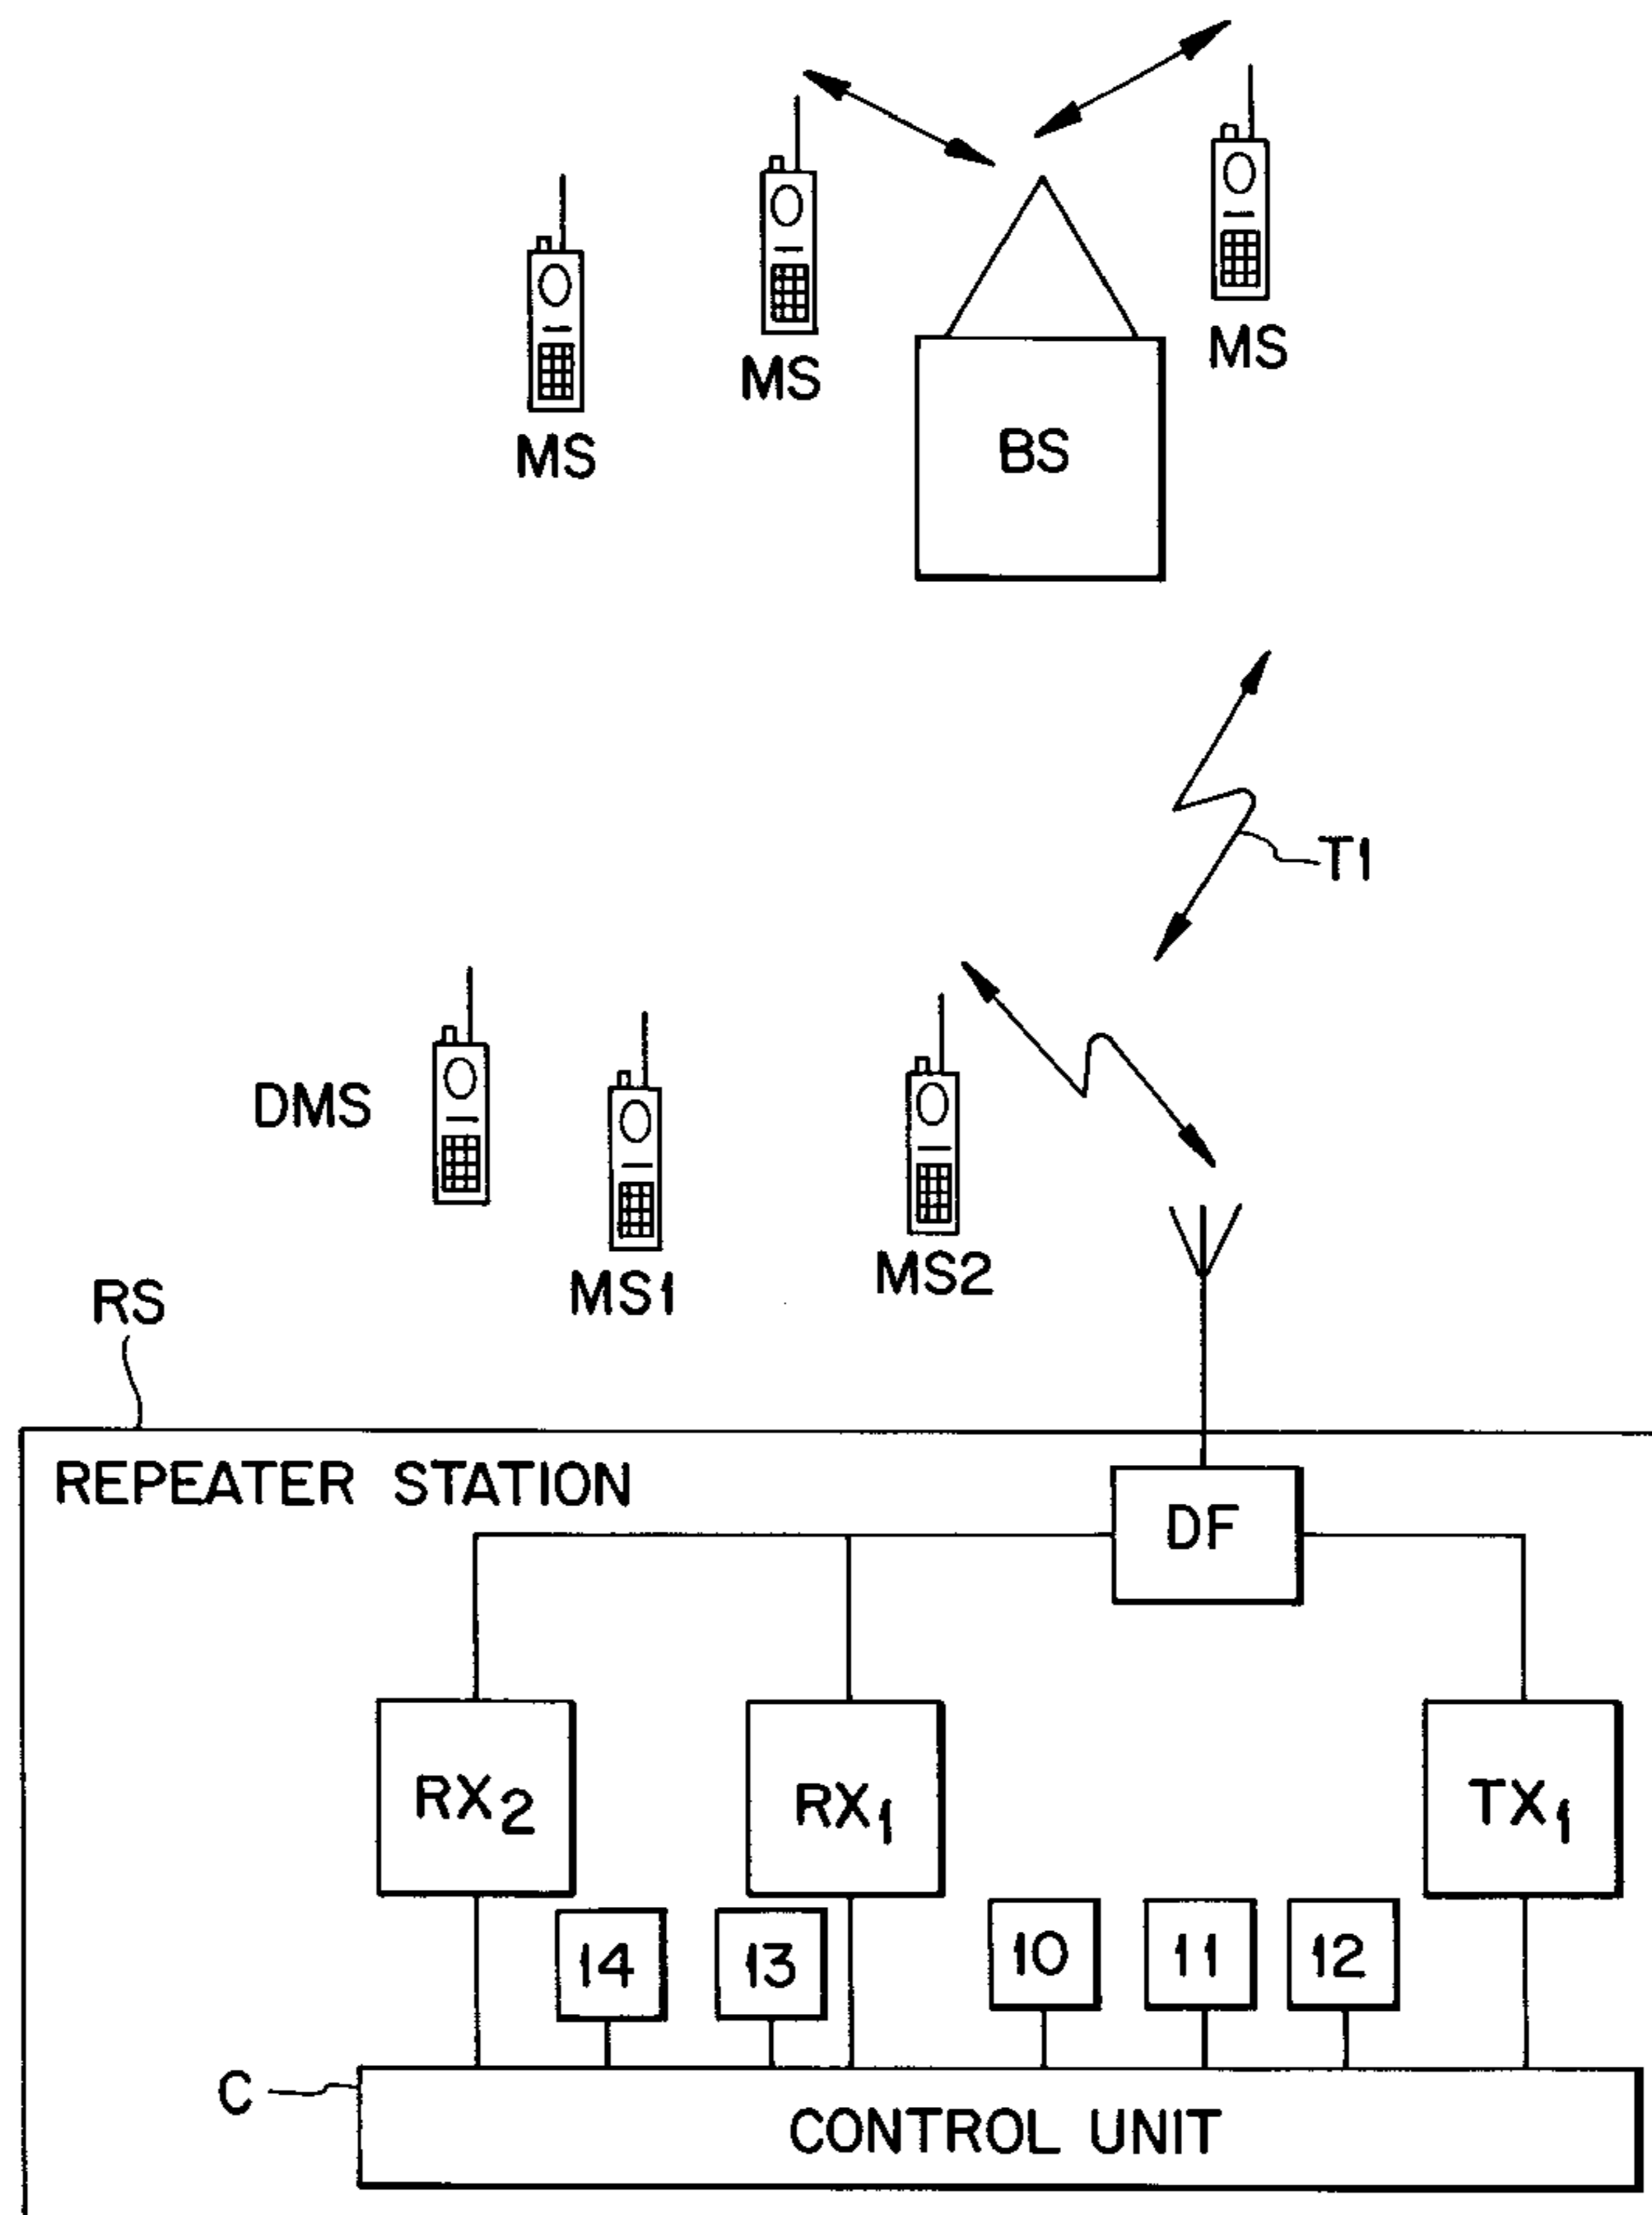 MS
MS
MS
BS
T1
DMS
MS1
MS2
RS
REPEATER STATION
DF
RX2
RX1
TX1
14
13
10
11
12
C
CONTROL UNIT